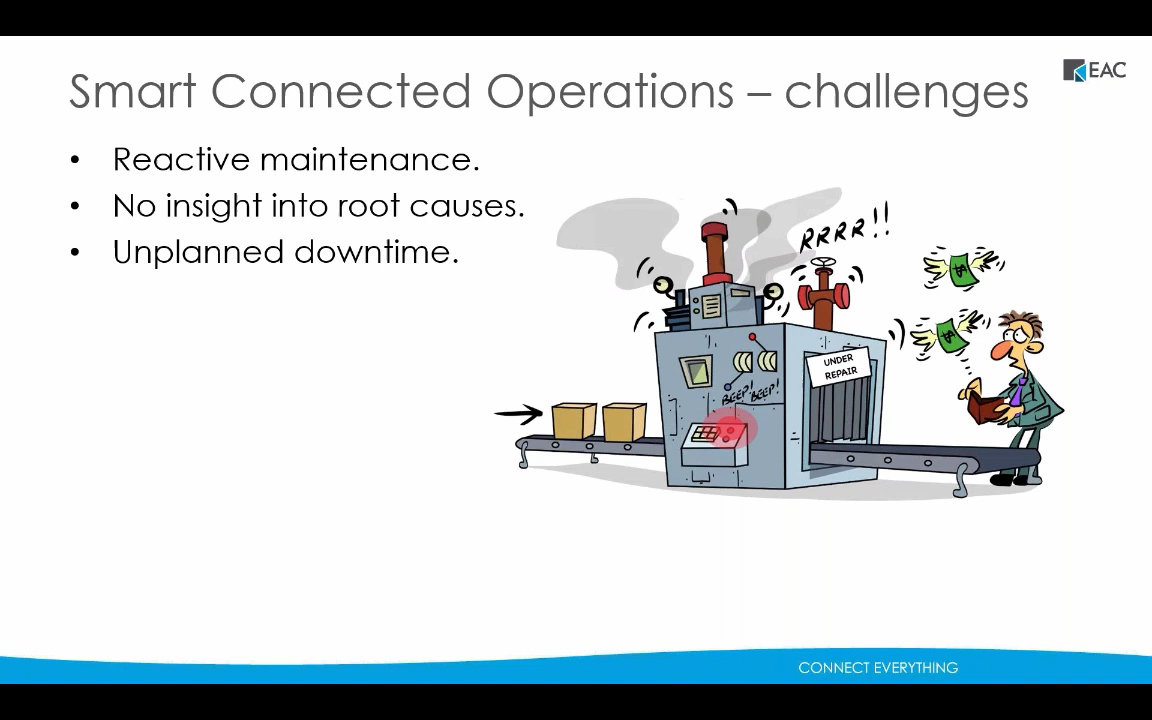 Smart Connected Operations – challenges
EAC
• Reactive maintenance.
• No insight into root causes.
• Unplanned downtime.
RRRR!!
UNDER
REPAIR
BEEP! BEEP!
$
$
CONNECT EVERYTHING